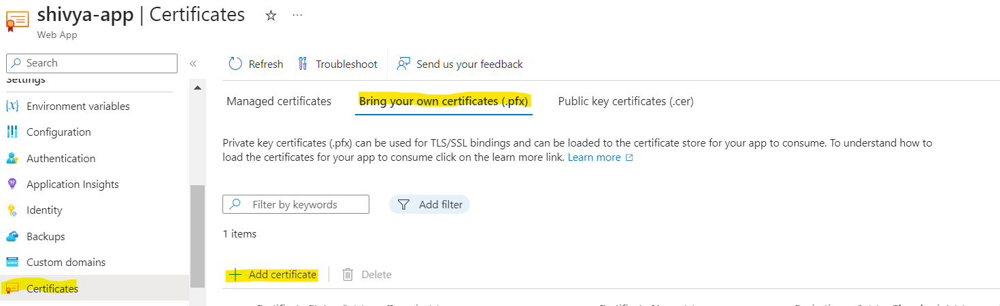 shivya-app | Certificates ☆ ...
Web App
Search «
Settings
Environment variables
Configuration
Authentication
Application Insights
Identity
Backups
Custom domains
Certificates
Refresh Troubleshoot Send us your feedback
Managed certificates Bring your own certificates (.pfx) Public key certificates (.cer)
Private key certificates (.pfx) can be used for TLS/SSL bindings and can be loaded to the certificate store for your app to consume. To understand how to
load the certificates for your app to consume click on the learn more link. Learn more
Filter by keywords Add filter
1 items
Add certificate Delete